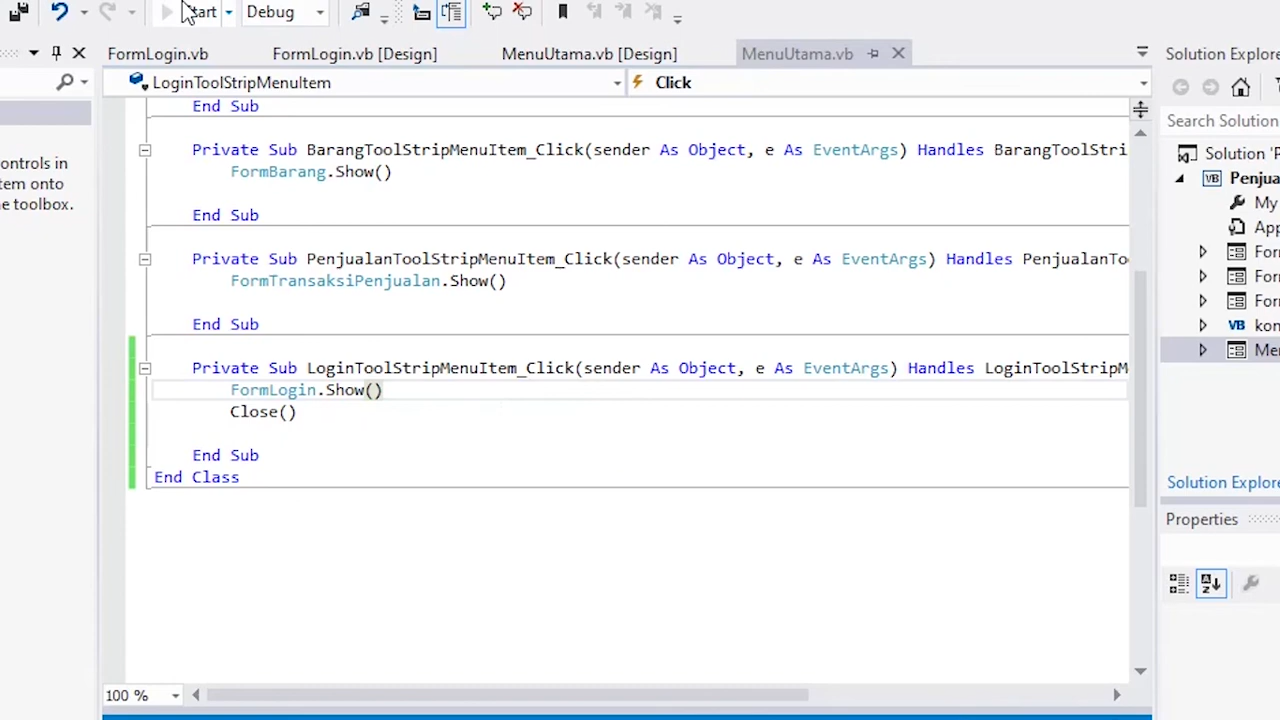 Start Debug
FormLogin.vb FormLogin.vb [Design] MenuUtama.vb [Design] MenuUtama.vb
Solution Explore
LoginToolStripMenuItem Click
End Sub
Search Solution
Private Sub BarangToolStripMenuItem_Click(sender As Object, e As EventArgs) Handles BarangToolStri
FormBarang.Show()
End Sub
Private Sub PenjualanToolStripMenuItem_Click(sender As Object, e As EventArgs) Handles PenjualanTo
FormTransaksiPenjualan.Show()
End Sub
Private Sub LoginToolStripMenuItem_Click(sender As Object, e As EventArgs) Handles LoginToolStripM
FormLogin.Show()
Close()
End Sub
End Class
ontrols in
tem onto
he toolbox.
Solution 'P
VB Penjua
My
App
For
For
For
VB kon
Me
Solution Explore
Properties
100 %